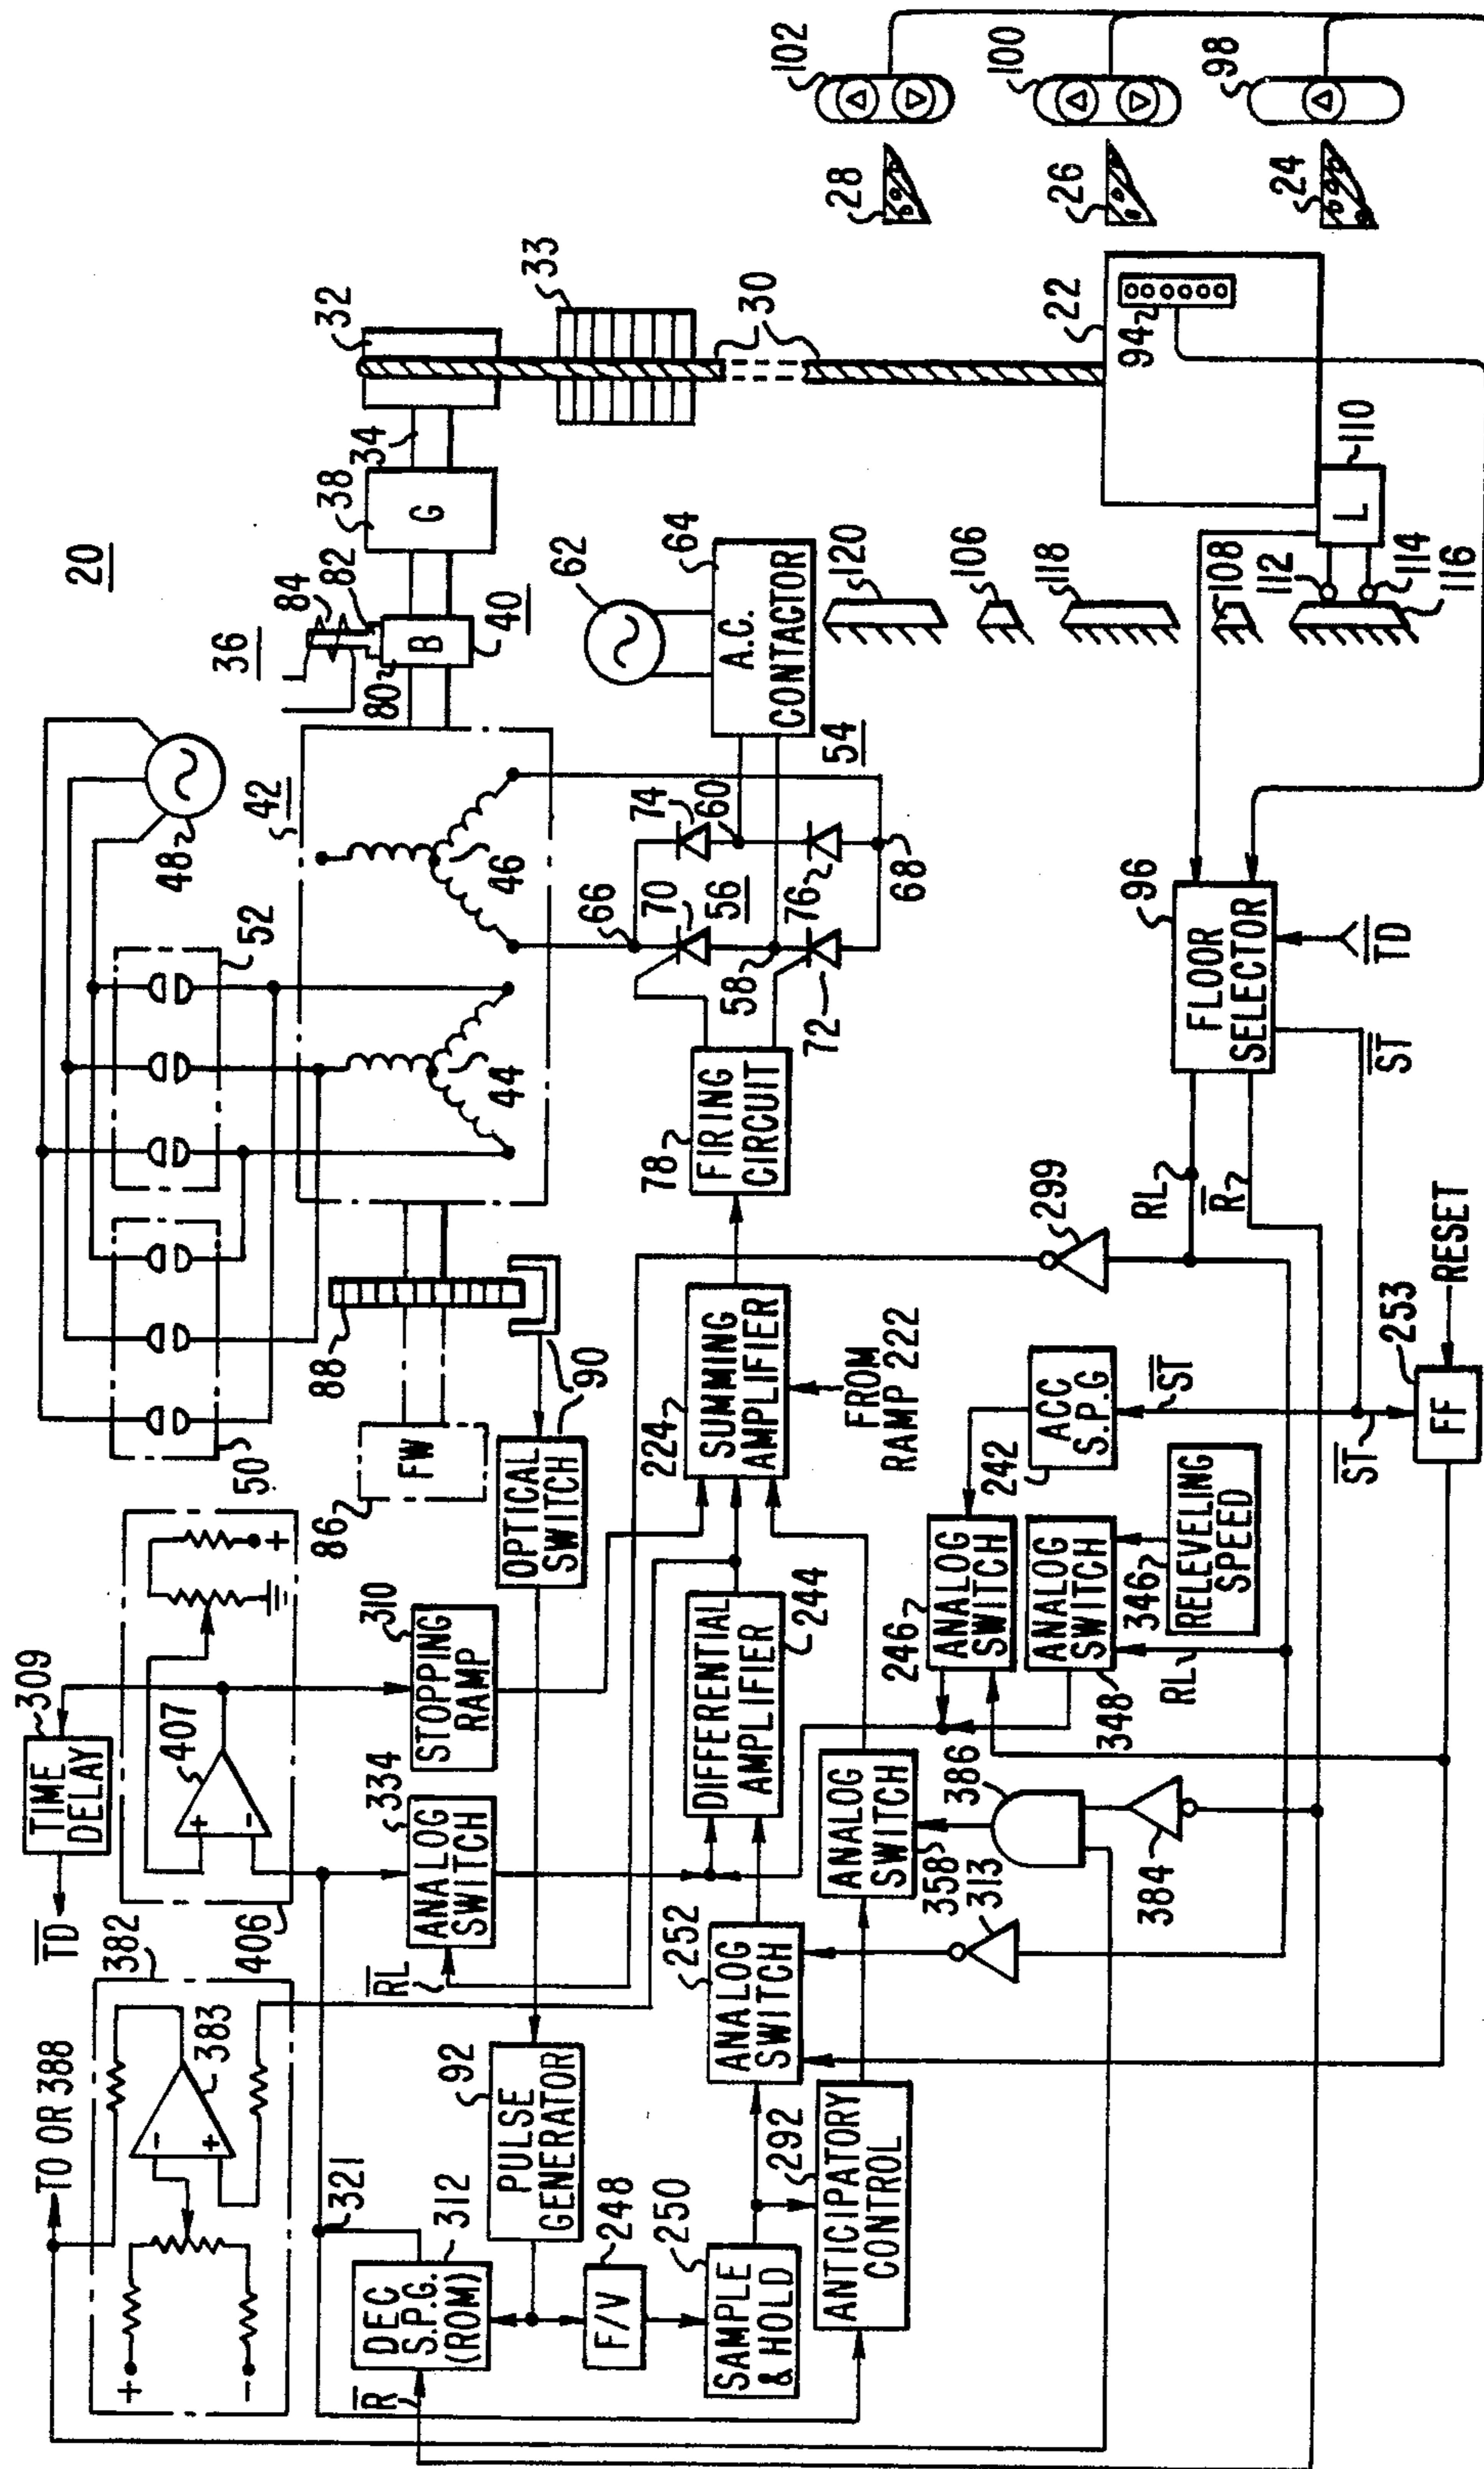 20
36
TO OR 388
382
383
+
-
-
+
TIME
DELAY
309
TD
407
+
-
406
+
50
52
48
42
44
46
84
82
80
B
40
38
G
34
32
33
30
22
94
28
26
24
102
100
98
110
L
112
114
116
108
118
106
120
62
64
A.C.
CONTACTOR
54
74
60
70
56
66
58
76
72
68
FIRING
CIRCUIT
78
88
FW
86
90
OPTICAL
SWITCH
224
SUMMING
AMPLIFIER
FROM
RAMP 222
310
STOPPING
RAMP
334
ANALOG
SWITCH
RL
321
312
DEC
S.P.G.
(ROM)
R
92
PULSE
GENERATOR
248
F/V
250
SAMPLE
& HOLD
292
ANTICIPATORY
CONTROL
252
ANALOG
SWITCH
244
DIFFERENTIAL
AMPLIFIER
ANALOG
SWITCH
358
313
386
384
246
ANALOG
SWITCH
ANALOG
SWITCH
348
346
RELEVELING
SPEED
RL
242
ACC
S.P.G
ST
ST
299
RL
R
96
FLOOR
SELECTOR
TD
ST
253
FF
RESET